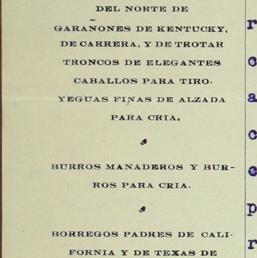 DEL NORTE DE
GARAÑONES DE KENTUCKY,
DE CARRERA, Y DE TROTAR
TRONCOS DE ELEGANTES
CABALLOS PARA TIRO.
YEGUAS FINAS DE ALZADA
PARA CRIA.
BURROS MANADEROS Y BUR-
ROS PARA CRIA.
BORREGOS PADRES DE CALI-
FORNIA Y DE TEXAS DE
r
c
a
c
e
p
r